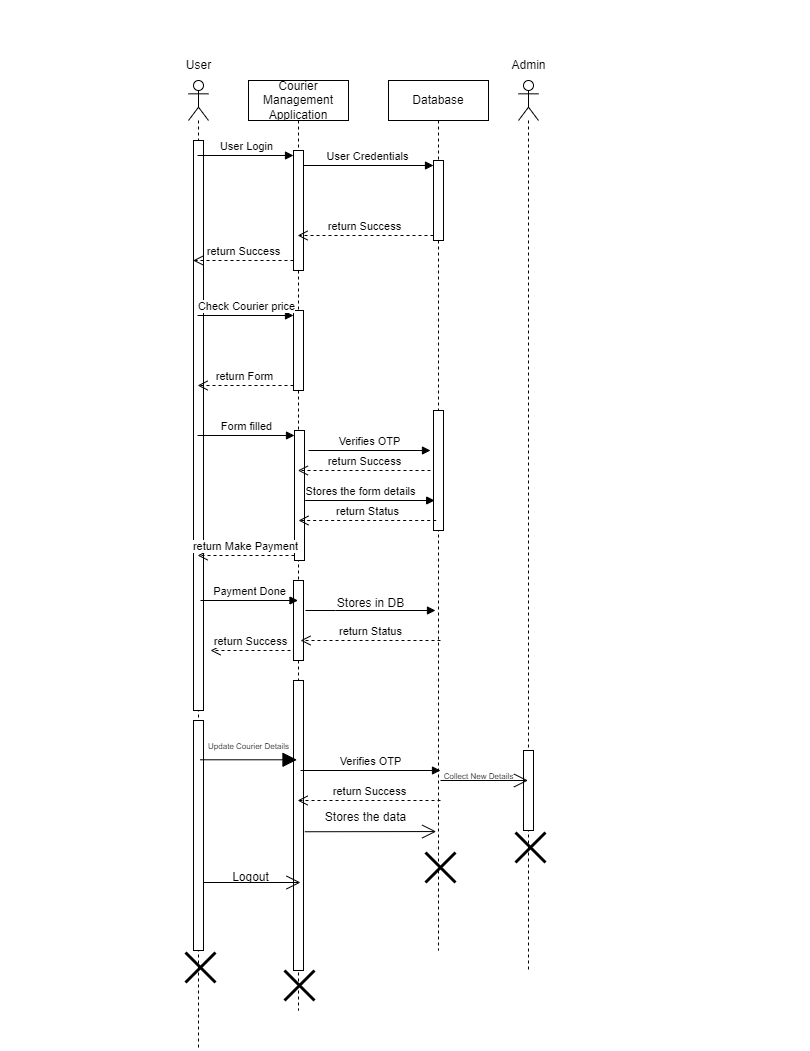 User
Admin
Courier
Management
Application
Database
User Login
User Credentials
return Success
return Success
Check Courier price
return Form
Form filled
Verifies OTP
return Success
Stores the form details
return Status
return Make Payment
Payment Done
Stores in DB
return Status
return Success
Update Courier Details
Verifies OTP
Collect New Details
return Success
Stores the data
Logout